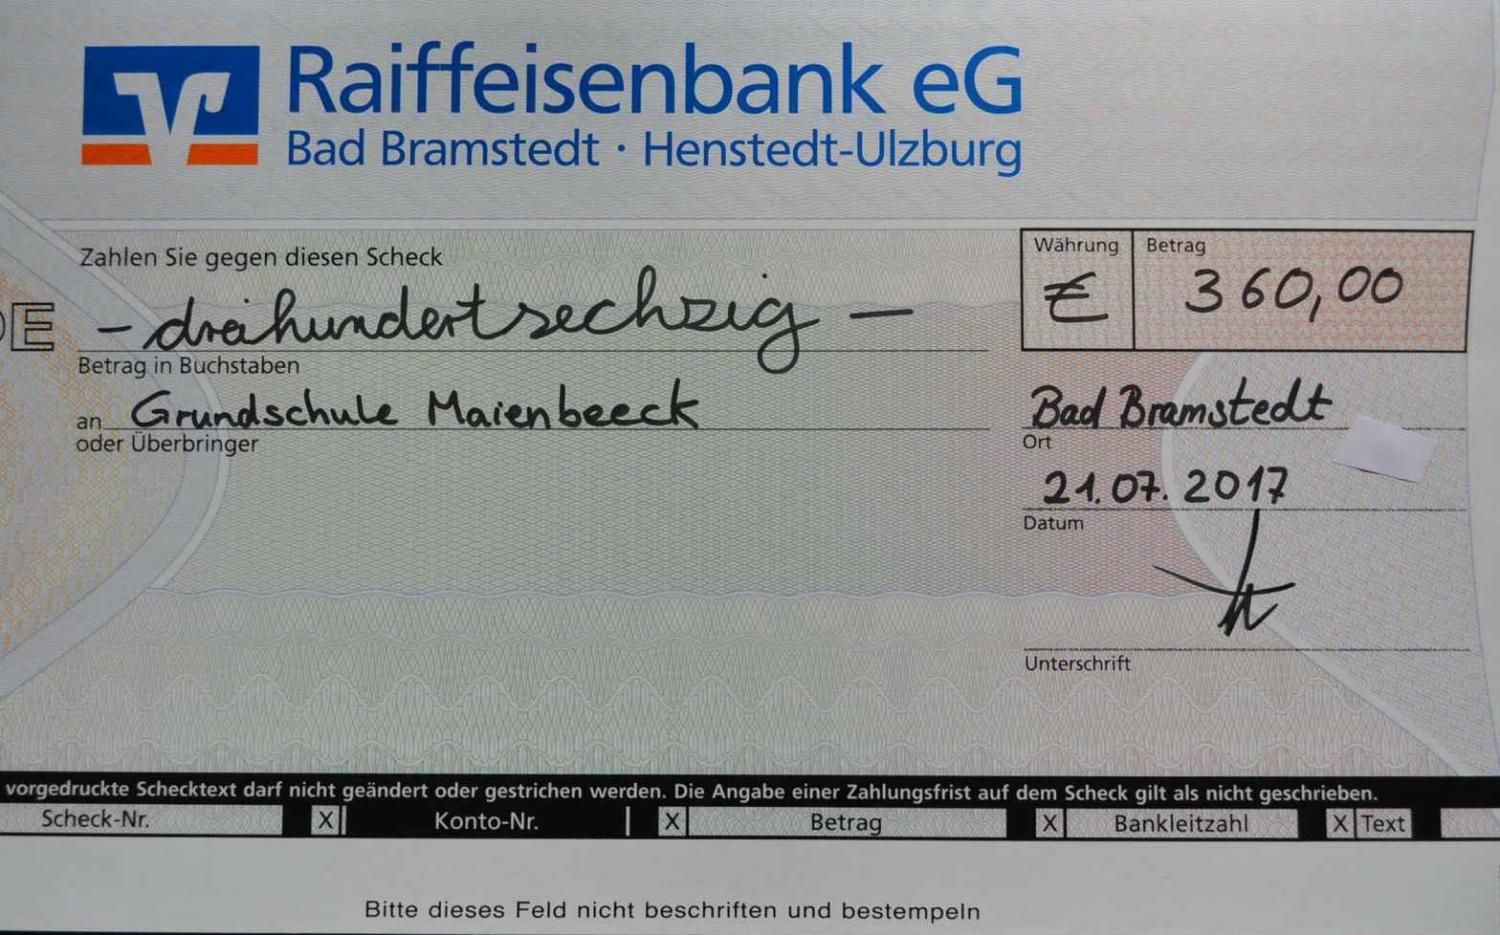 Raiffeisenbank eG
Bad Bramstedt · Henstedt-Ulzburg
Zahlen Sie gegen diesen Scheck
Währung
Betrag
€
360,00
E
– dreihundertsechzig –
Betrag in Buchstaben
an Grundschule Maienbeeck
oder Überbringer
Bad Bramstedt
Ort
21.07.2017
Datum
Unterschrift
vorgedruckte Schecktext darf nicht geändert oder gestrichen werden. Die Angabe einer Zahlungsfrist auf dem Scheck gilt als nicht geschrieben.
Scheck-Nr. X Konto-Nr. X Betrag X Bankleitzahl X Text
Bitte dieses Feld nicht beschriften und bestempeln